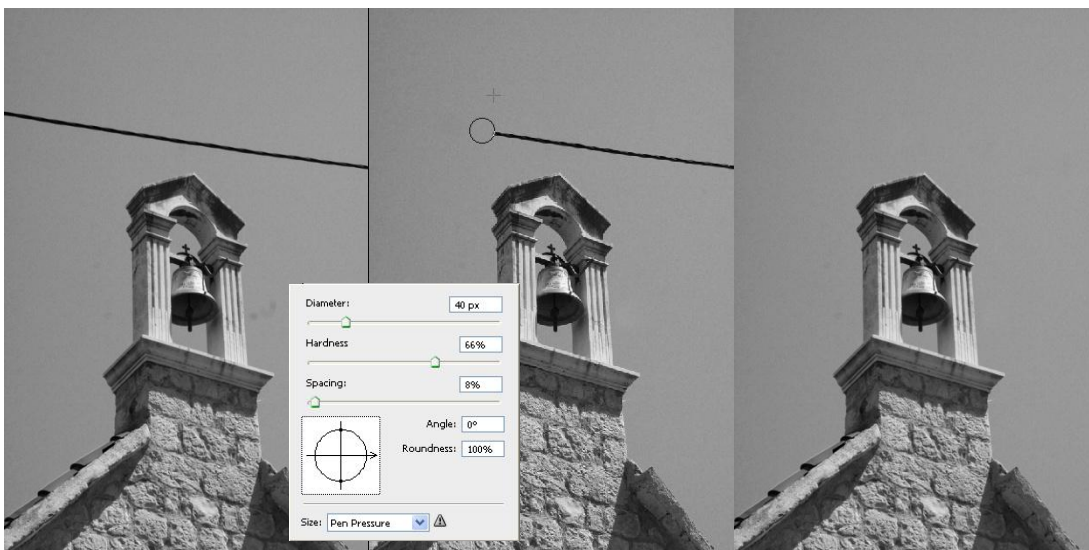 Diameter: 40 px
Hardness 66%
Spacing: 8%
Angle: 0°
Roundness: 100%
Size: Pen Pressure